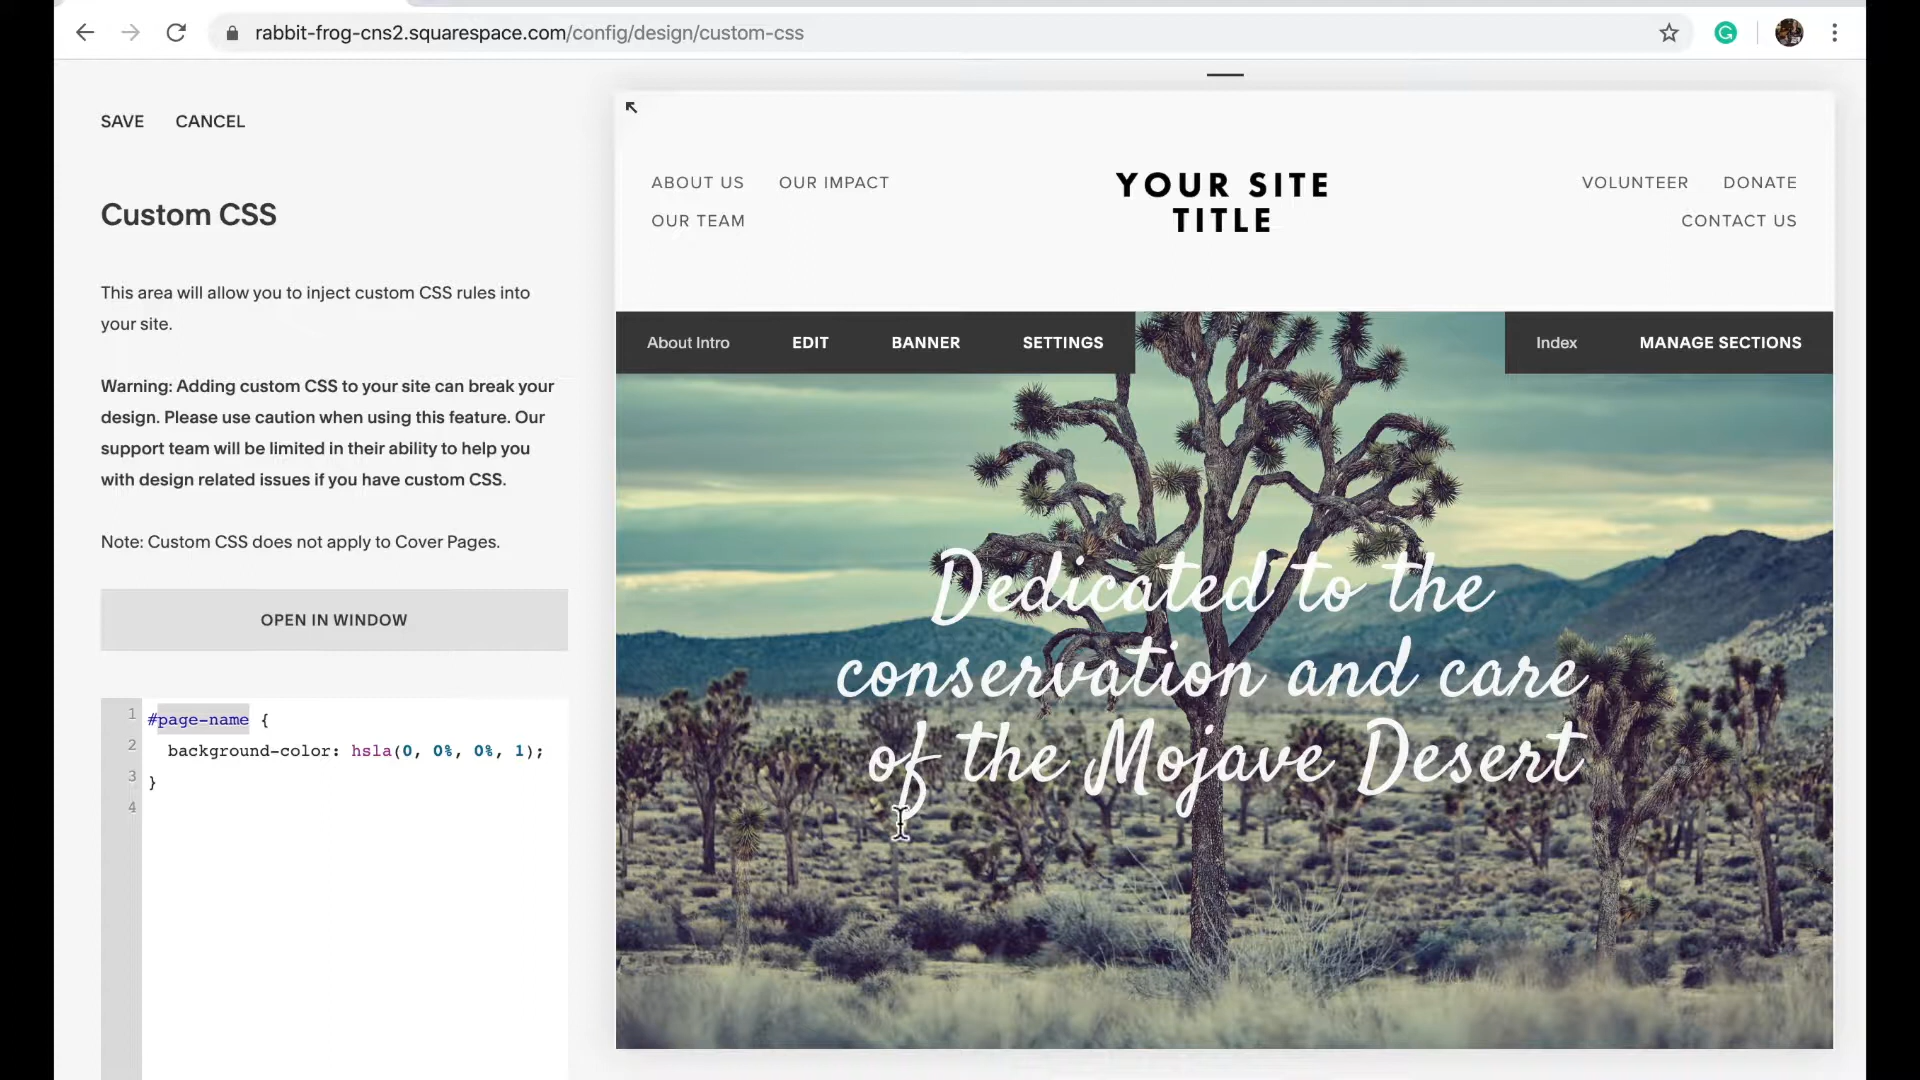 rabbit-frog-cns2.squarespace.com/config/design/custom-css
SAVE CANCEL
Custom CSS
This area will allow you to inject custom CSS rules into
your site.
Warning: Adding custom CSS to your site can break your
design. Please use caution when using this feature. Our
support team will be limited in their ability to help you
with design related issues if you have custom CSS.
Note: Custom CSS does not apply to Cover Pages.
OPEN IN WINDOW
1 #page-name {
2 background-color: hsla(0, 0%, 0%, 1);
3 }
4
ABOUT US OUR IMPACT
OUR TEAM
YOUR SITE
TITLE
VOLUNTEER DONATE
CONTACT US
About Intro EDIT BANNER SETTINGS
Index MANAGE SECTIONS
Dedicated to the
conservation and care
of the Mojave Desert